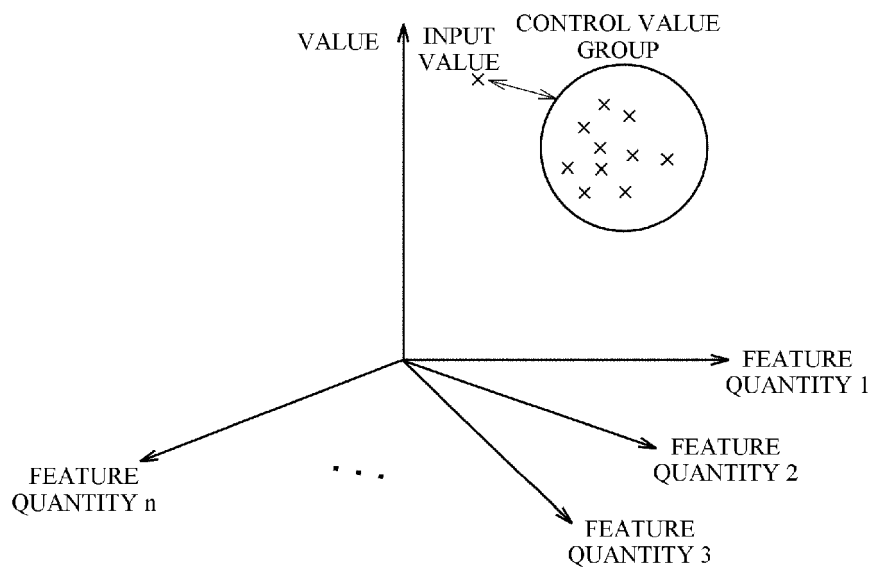 VALUE
INPUT
VALUE
CONTROL VALUE
GROUP
FEATURE
QUANTITY 1
FEATURE
QUANTITY 2
FEATURE
QUANTITY 3
FEATURE
QUANTITY n
. . .